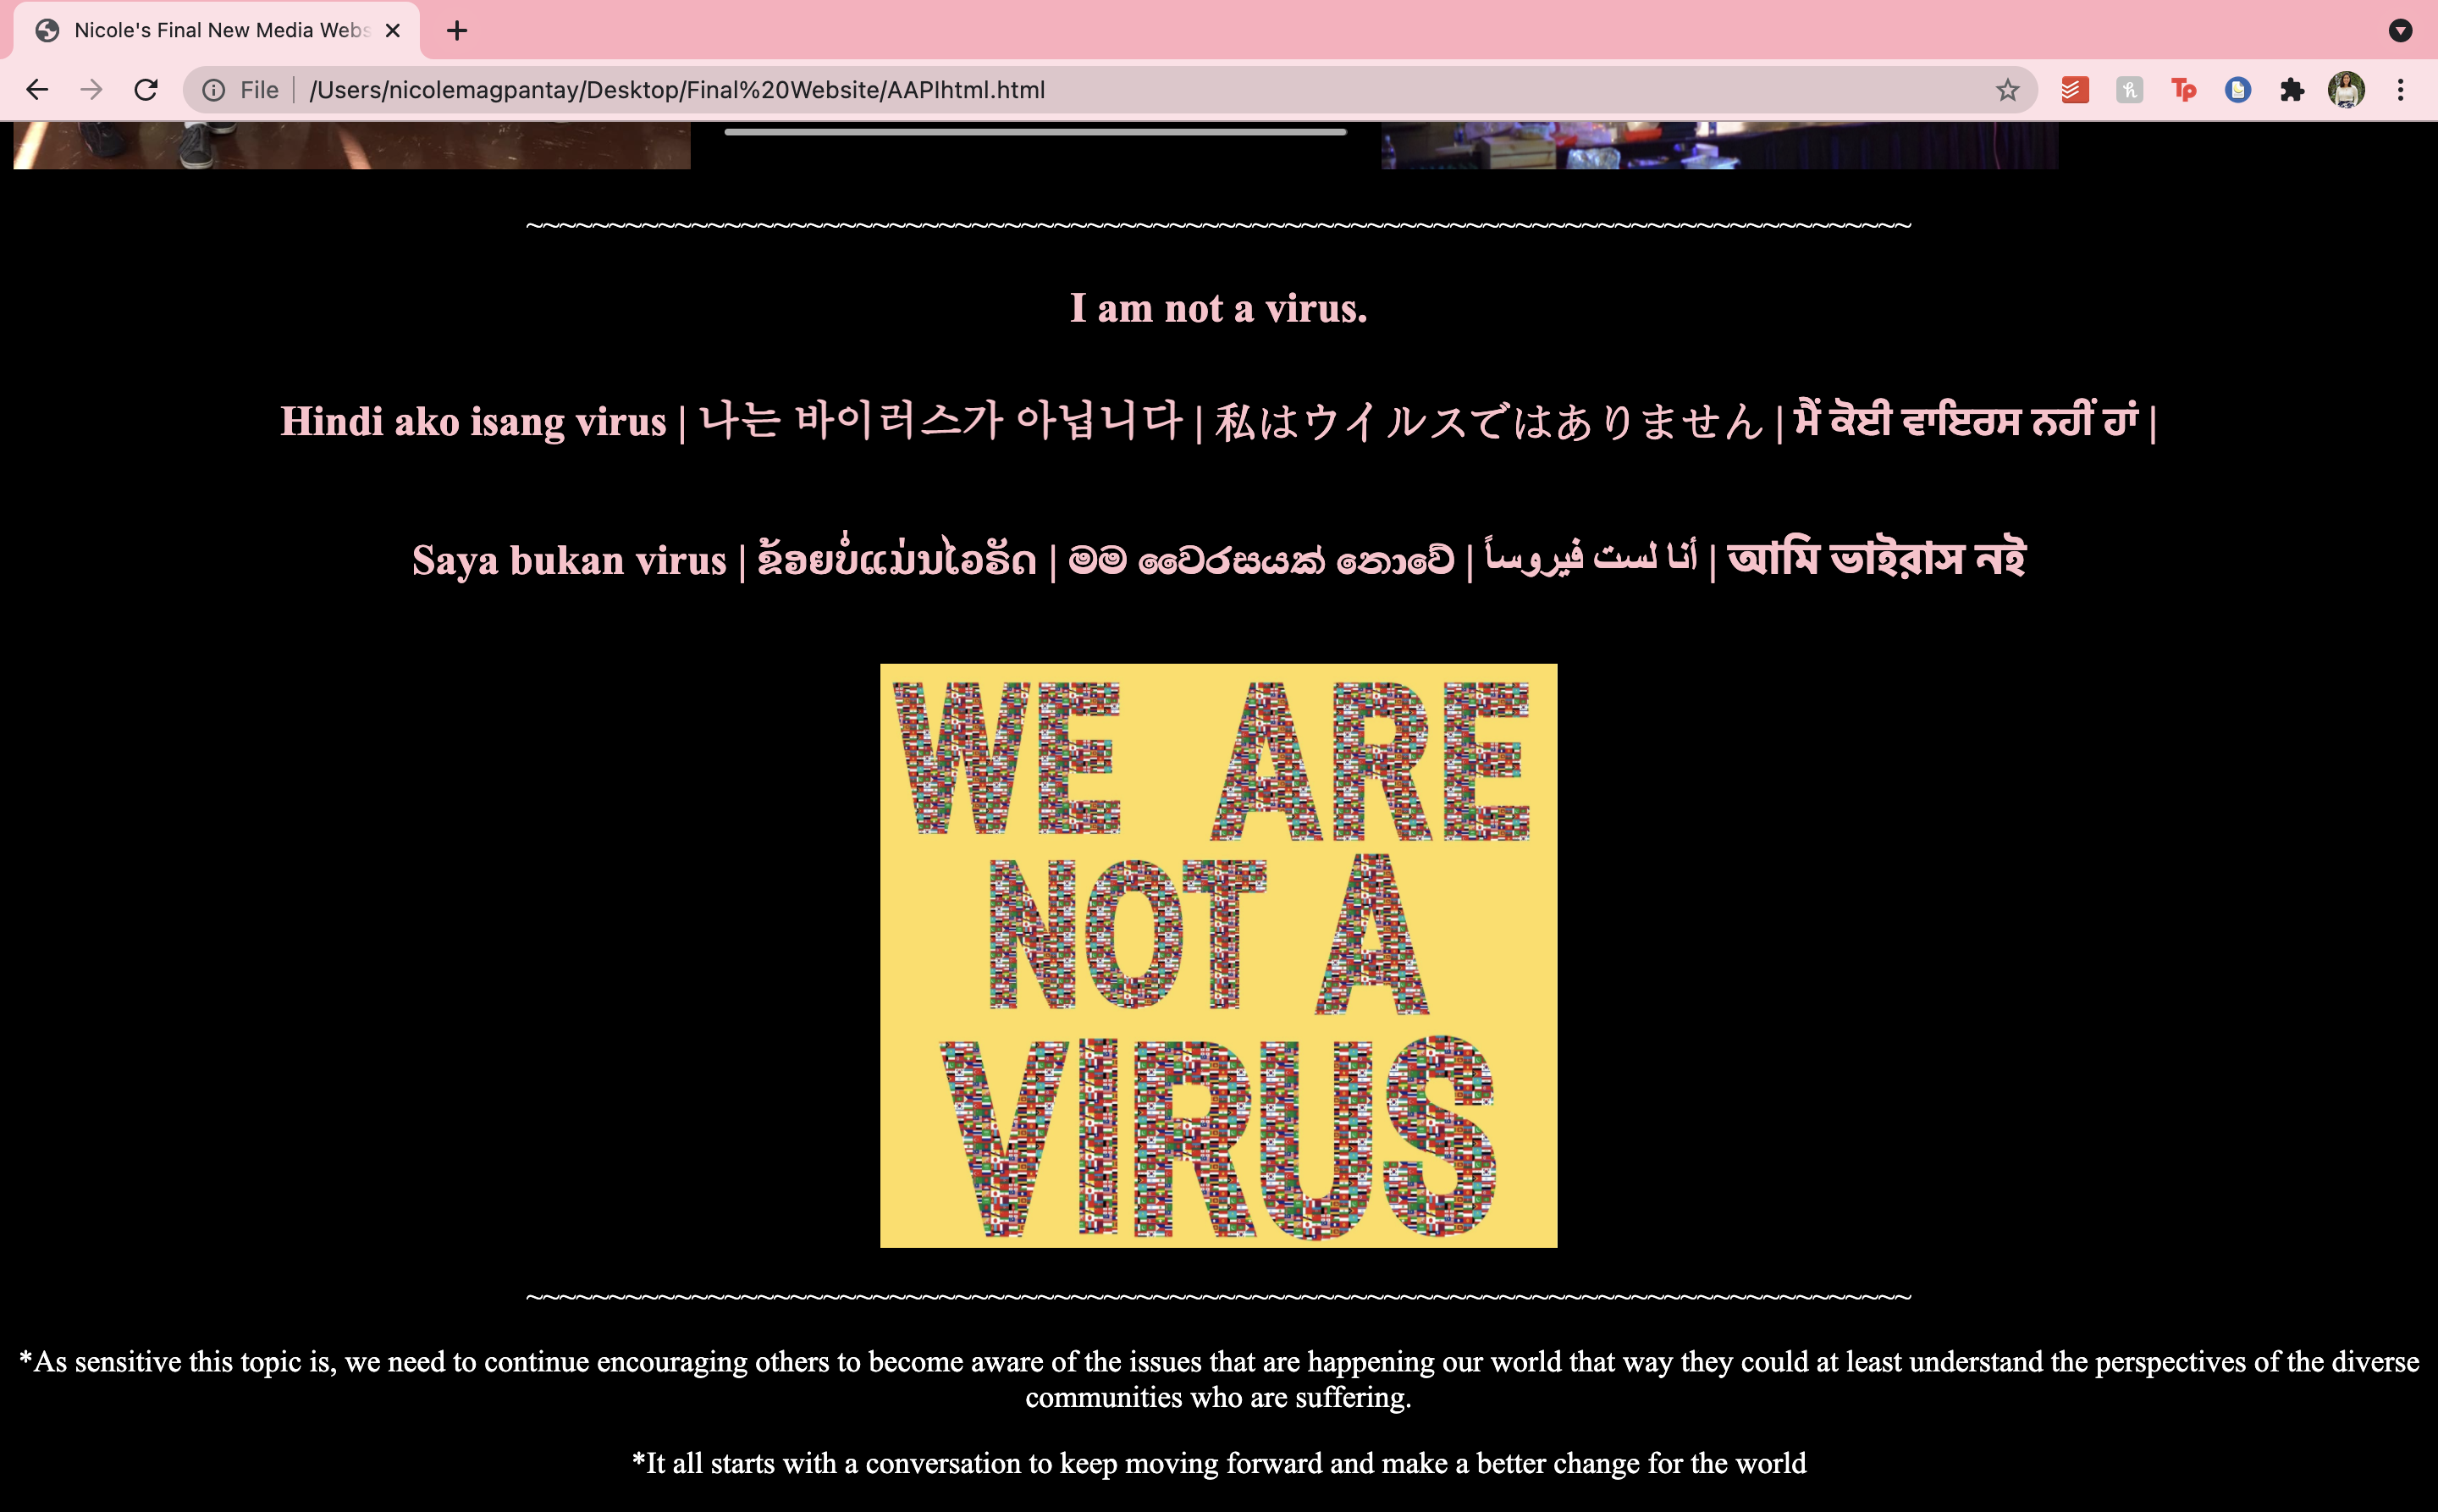 Nicole's Final New Media Webs
File | /Users/nicolemagpantay/Desktop/Final%20Website/AAPIhtml.html
~~~~~~~~~~~~~~~~~~~~~~~~~~~~~~~~~~~~~~~~~~~~~~~~~~~~~~~~~~~~~~~~~~~~~~~~~~~~~~~~~~~~
I am not a virus.
Hindi ako isang virus | 나는 바이러스가 아닙니다 | 私はウイルスではありません | ਮੈਂ ਕੋਈ ਵਾਇਰਸ ਨਹੀਂ ਹਾਂ |
Saya bukan virus | ຂ້ອຍບໍ່ແມ່ນໄວຣັດ | මම වෛරසයක් නොවේ | أنا لست فيروساً | আমি ভাইরাস নই
WE ARE
NOT A
VIRUS
~~~~~~~~~~~~~~~~~~~~~~~~~~~~~~~~~~~~~~~~~~~~~~~~~~~~~~~~~~~~~~~~~~~~~~~~~~~~~~~~~~~~
*As sensitive this topic is, we need to continue encouraging others to become aware of the issues that are happening our world that way they could at least understand the perspectives of the diverse
communities who are suffering.
*It all starts with a conversation to keep moving forward and make a better change for the world